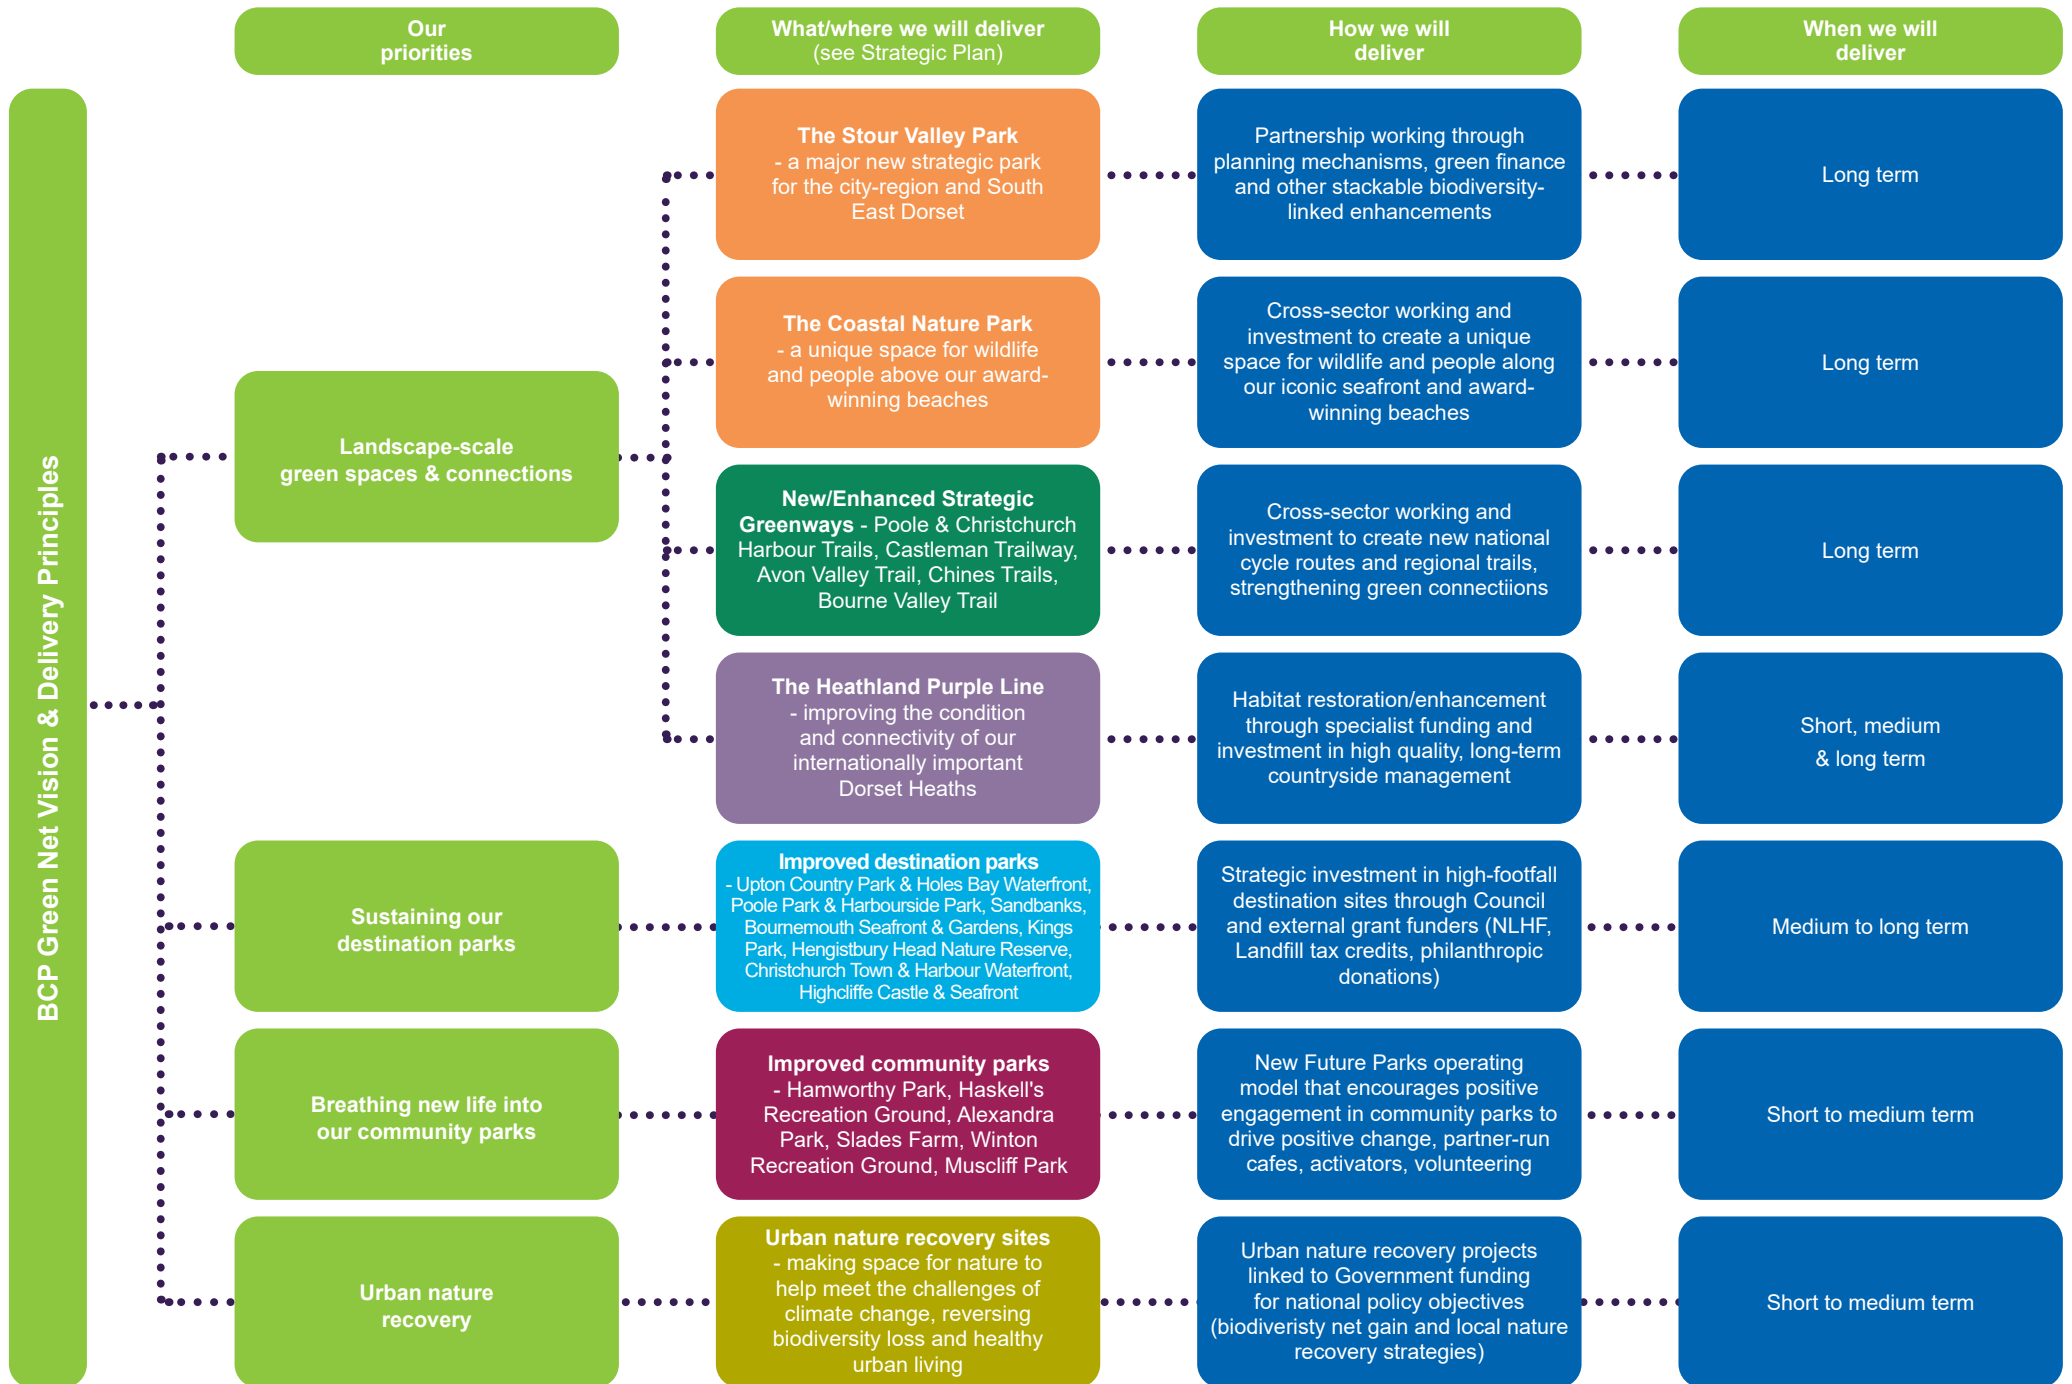 Our
priorities
What/where we will deliver
(see Strategic Plan)
How we will
deliver
When we will
deliver
BCP Green Net Vision & Delivery Principles
Landscape-scale
green spaces & connections
The Stour Valley Park
- a major new strategic park
for the city-region and South
East Dorset
Partnership working through
planning mechanisms, green finance
and other stackable biodiversity-
linked enhancements
Long term
The Coastal Nature Park
- a unique space for wildlife
and people above our award-
winning beaches
Cross-sector working and
investment to create a unique
space for wildlife and people along
our iconic seafront and award-
winning beaches
Long term
New/Enhanced Strategic
Greenways - Poole & Christchurch
Harbour Trails, Castleman Trailway,
Avon Valley Trail, Chines Trails,
Bourne Valley Trail
Cross-sector working and
investment to create new national
cycle routes and regional trails,
strengthening green connectiions
Long term
The Heathland Purple Line
- improving the condition
and connectivity of our
internationally important
Dorset Heaths
Habitat restoration/enhancement
through specialist funding and
investment in high quality, long-term
countryside management
Short, medium
& long term
Sustaining our
destination parks
Improved destination parks
- Upton Country Park & Holes Bay Waterfront,
Poole Park & Harbourside Park, Sandbanks,
Bournemouth Seafront & Gardens, Kings
Park, Hengistbury Head Nature Reserve,
Christchurch Town & Harbour Waterfront,
Highcliffe Castle & Seafront
Strategic investment in high-footfall
destination sites through Council
and external grant funders (NLHF,
Landfill tax credits, philanthropic
donations)
Medium to long term
Breathing new life into
our community parks
Improved community parks
- Hamworthy Park, Haskell's
Recreation Ground, Alexandra
Park, Slades Farm, Winton
Recreation Ground, Muscliff Park
New Future Parks operating
model that encourages positive
engagement in community parks to
drive positive change, partner-run
cafes, activators, volunteering
Short to medium term
Urban nature
recovery
Urban nature recovery sites
- making space for nature to
help meet the challenges of
climate change, reversing
biodiversity loss and healthy
urban living
Urban nature recovery projects
linked to Government funding
for national policy objectives
(biodiveristy net gain and local nature
recovery strategies)
Short to medium term